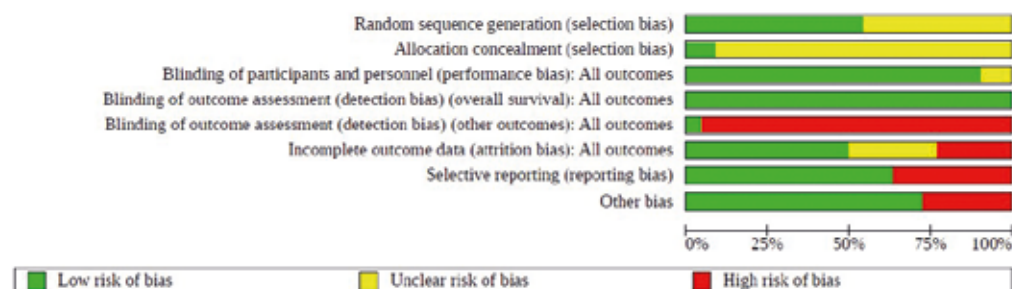 Random sequence generation (selection bias)
Allocation concealment (selection bias)
Blinding of participants and personnel (performance bias): All outcomes
Blinding of outcome assessment (detection bias) (overall survival): All outcomes
Blinding of outcome assessment (detection bias) (other outcomes): All outcomes
Incomplete outcome data (attrition bias): All outcomes
Selective reporting (reporting bias)
Other bias
0% 25% 50% 75% 100%
Low risk of bias Unclear risk of bias High risk of bias